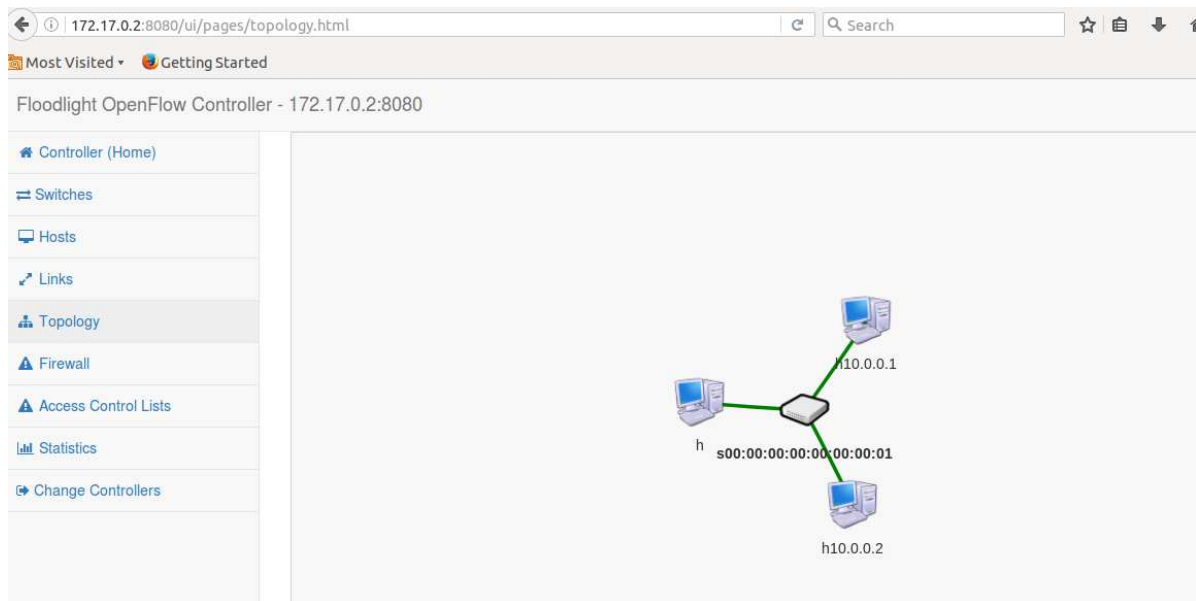 172.17.0.2:8080/ui/pages/topology.html Search
Most Visited Getting Started
Floodlight OpenFlow Controller - 172.17.0.2:8080
Controller (Home)
Switches
Hosts
Links
Topology
Firewall
Access Control Lists
Statistics
Change Controllers
h10.0.0.1
h
s00:00:00:00:00:00:00:01
h10.0.0.2